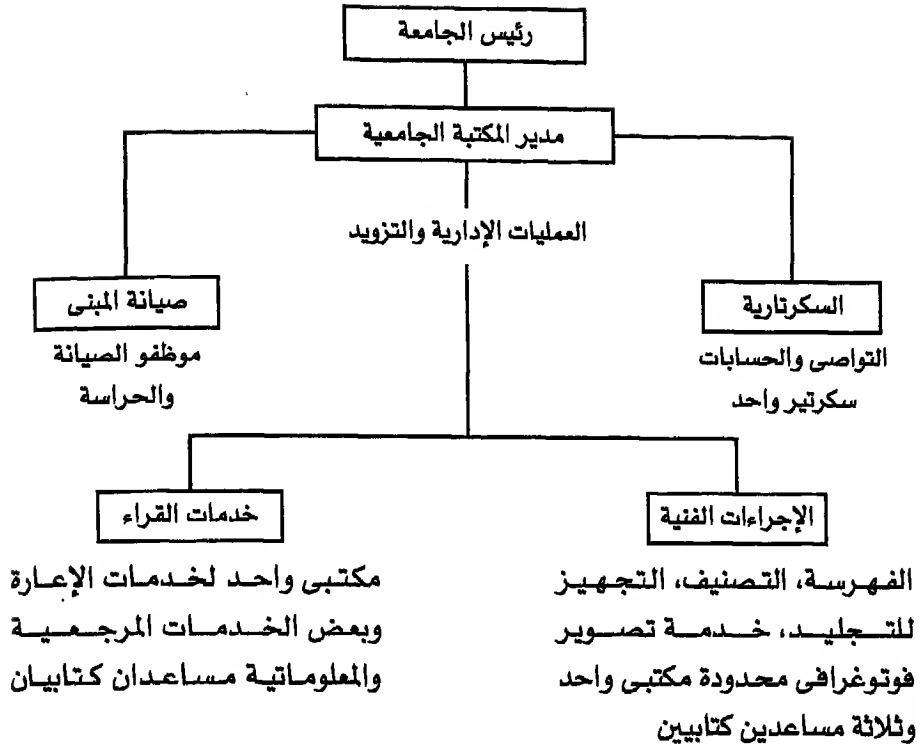 رئيس الجامعة
مدير المكتبة الجامعية
العمليات الإدارية والتزويد
السكرتارية
التواصى والحسابات
سكرتير واحد
صيانة المبنى
موظفو الصيانة
والحراسة
الإجراءات الفنية
الفهرسة، التصنيف، التجهيز
للتجليد، خدمة تصوير
فوتوغرافى محدودة مكتبى واحد
وثلاثة مساعدين كتابيين
خدمات القراء
مكتبى واحد لخدمات الإعارة
وبعض الخدمات المرجعية
والمعلوماتية مساعدان كتابيان